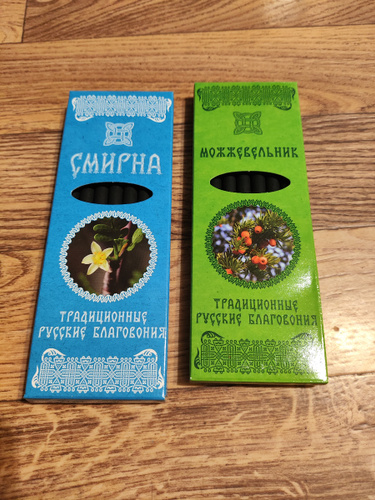 СМИРНА
ТРАДИЦИОННЫЕ
РУССКИЕ БЛАГОВОНИЯ
МОЖЖЕВЕЛЬНИК
ТРАДИЦИОННЫЕ
РУССКИЕ БЛАГОВОНИЯ